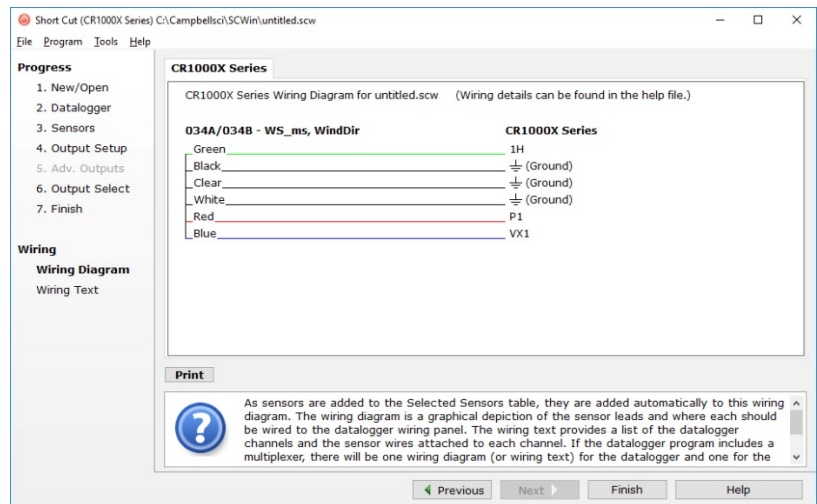 Short Cut (CR1000X Series) C:\Campbellsci\SCWin\untitled.scw
File Program Tools Help
Progress
1. New/Open
2. Datalogger
3. Sensors
4. Output Setup
5. Adv. Outputs
6. Output Select
7. Finish
Wiring
Wiring Diagram
Wiring Text
CR1000X Series
CR1000X Series Wiring Diagram for untitled.scw (Wiring details can be found in the help file.)
034A/034B - WS_ms, WindDir CR1000X Series
Green 1H
Black (Ground)
Clear (Ground)
White (Ground)
Red P1
Blue VX1
Print
As sensors are added to the Selected Sensors table, they are added automatically to this wiring
diagram. The wiring diagram is a graphical depiction of the sensor leads and where each should
be wired to the datalogger wiring panel. The wiring text provides a list of the datalogger
channels and the sensor wires attached to each channel. If the datalogger program includes a
multiplexer, there will be one wiring diagram (or wiring text) for the datalogger and one for the
Previous Next Finish Help